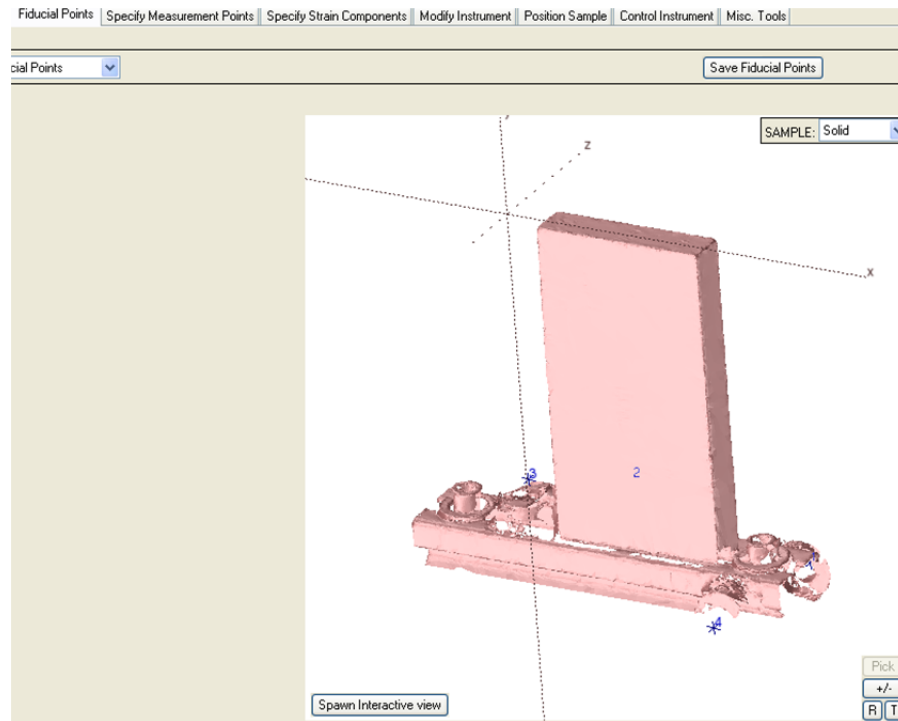 Fiducial Points Specify Measurement Points Specify Strain Components Modify Instrument Position Sample Control Instrument Misc. Tools
cial Points Save Fiducial Points
SAMPLE: Solid
z
x
2
3
4
Pick
+/-
Spawn Interactive view R T